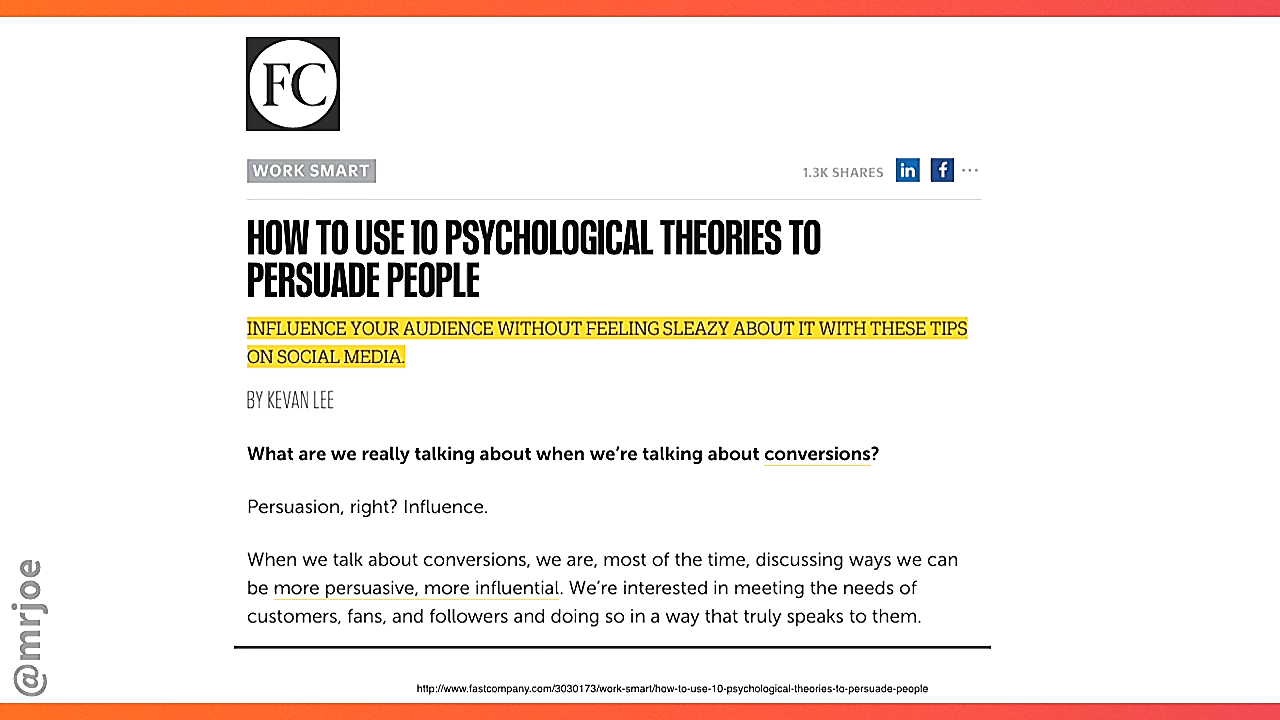 FC
WORK SMART
1.3K SHARES in f ...
HOW TO USE 10 PSYCHOLOGICAL THEORIES TO
PERSUADE PEOPLE
INFLUENCE YOUR AUDIENCE WITHOUT FEELING SLEAZY ABOUT IT WITH THESE TIPS
ON SOCIAL MEDIA.
BY KEVAN LEE
What are we really talking about when we’re talking about conversions?
Persuasion, right? Influence.
When we talk about conversions, we are, most of the time, discussing ways we can
be more persuasive, more influential. We’re interested in meeting the needs of
customers, fans, and followers and doing so in a way that truly speaks to them.
@mrjoe
http://www.fastcompany.com/3030173/work-smart/how-to-use-10-psychological-theories-to-persuade-people